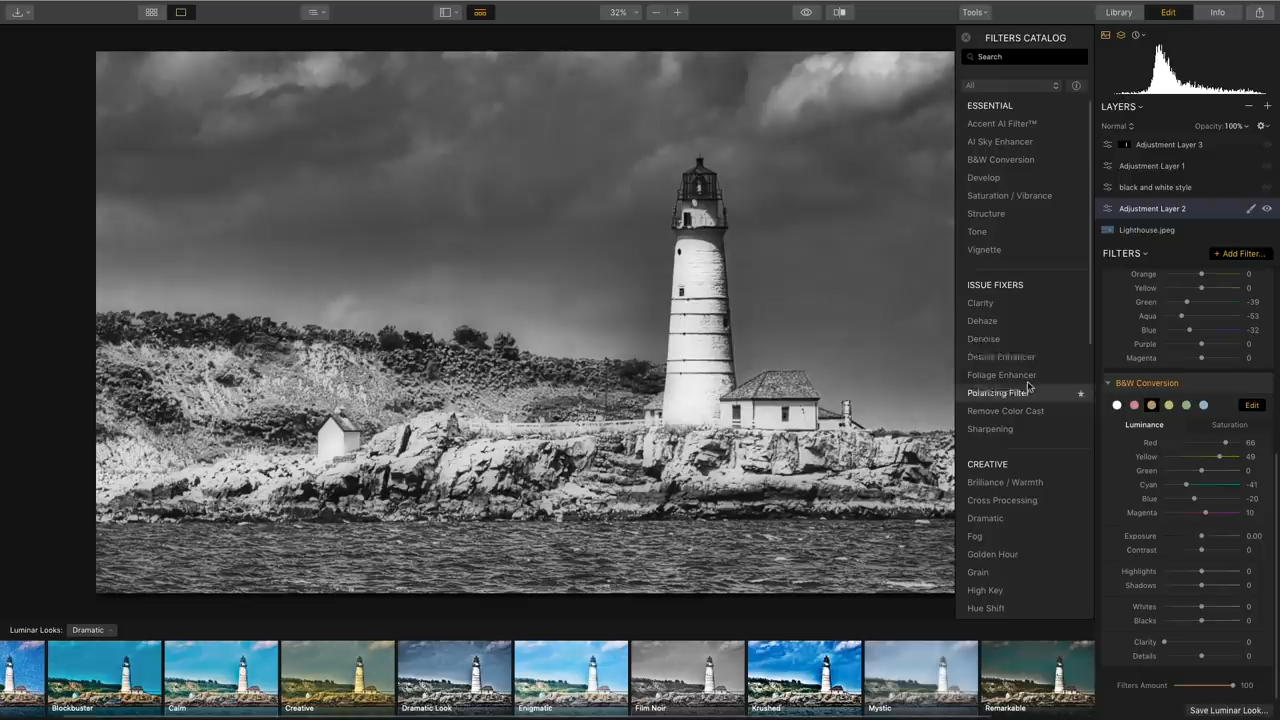 32%
Tools
Library
Edit
Info
FILTERS CATALOG
Search
All
ESSENTIAL
Accent AI Filter™
AI Sky Enhancer
B&W Conversion
Develop
Saturation / Vibrance
Structure
Tone
Vignette
ISSUE FIXERS
Clarity
Dehaze
Denoise
Details Enhancer
Foliage Enhancer
Polarizing Filter
Remove Color Cast
Sharpening
CREATIVE
Brilliance / Warmth
Cross Processing
Dramatic
Fog
Golden Hour
Grain
High Key
Hue Shift
LAYERS
Normal
Opacity: 100%
Adjustment Layer 3
Adjustment Layer 1
black and white style
Adjustment Layer 2
Lighthouse.jpeg
FILTERS
+ Add Filter...
Orange 0
Yellow 0
Green -39
Aqua -53
Blue -32
Purple 0
Magenta 0
B&W Conversion
Edit
Luminance
Saturation
Red 66
Yellow 49
Green 0
Cyan -41
Blue -20
Magenta 10
Exposure 0.00
Contrast 0
Highlights 0
Shadows 0
Whites 0
Blacks 0
Clarity 0
Details 0
Filters Amount 100
Save Luminar Look...
Luminar Looks: Dramatic
Blockbuster
Calm
Creative
Dramatic Look
Enigmatic
Film Noir
Krushed
Mystic
Remarkable